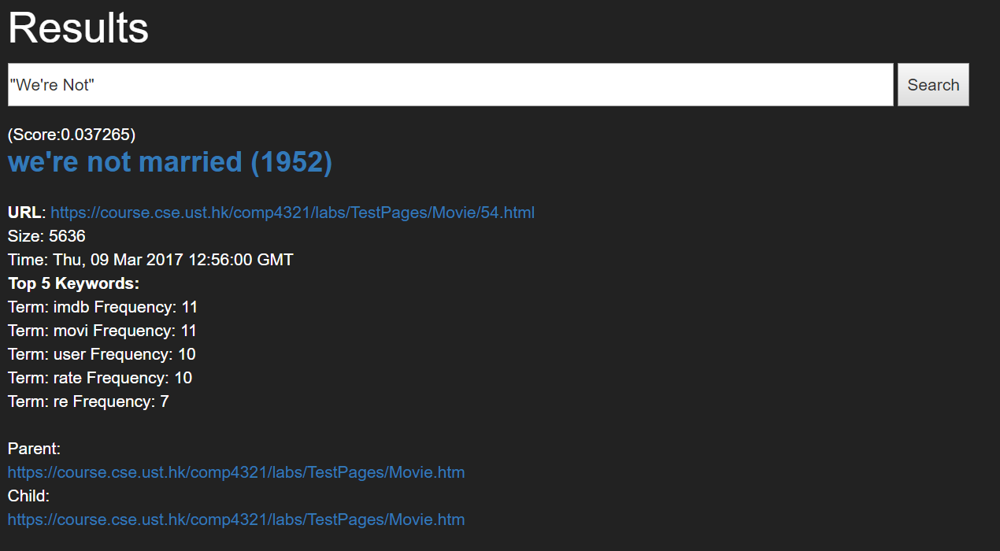 Results
"We're Not"
Search
(Score:0.037265)
we're not married (1952)
URL: https://course.cse.ust.hk/comp4321/labs/TestPages/Movie/54.html
Size: 5636
Time: Thu, 09 Mar 2017 12:56:00 GMT
Top 5 Keywords:
Term: imdb Frequency: 11
Term: movi Frequency: 11
Term: user Frequency: 10
Term: rate Frequency: 10
Term: re Frequency: 7
Parent:
https://course.cse.ust.hk/comp4321/labs/TestPages/Movie.htm
Child:
https://course.cse.ust.hk/comp4321/labs/TestPages/Movie.htm